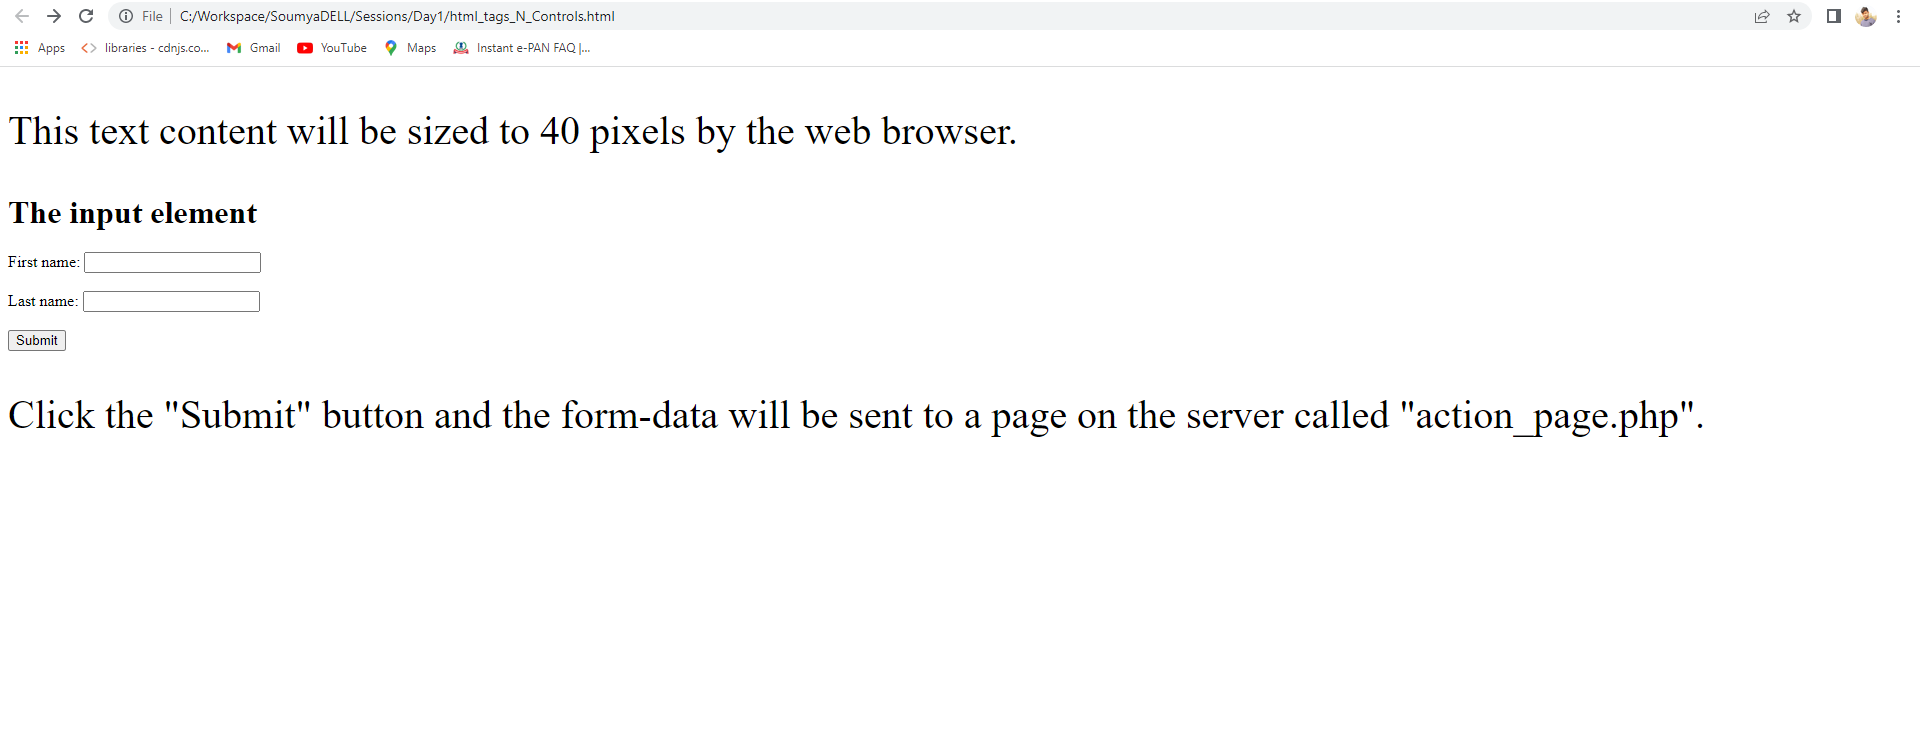 File | C:/Workspace/SoumyaDELL/Sessions/Day1/html_tags_N_Controls.html
Apps libraries - cdnjs.co... Gmail YouTube Maps Instant e-PAN FAQ |...
This text content will be sized to 40 pixels by the web browser.
The input element
First name:
Last name:
Submit
Click the "Submit" button and the form-data will be sent to a page on the server called "action_page.php".